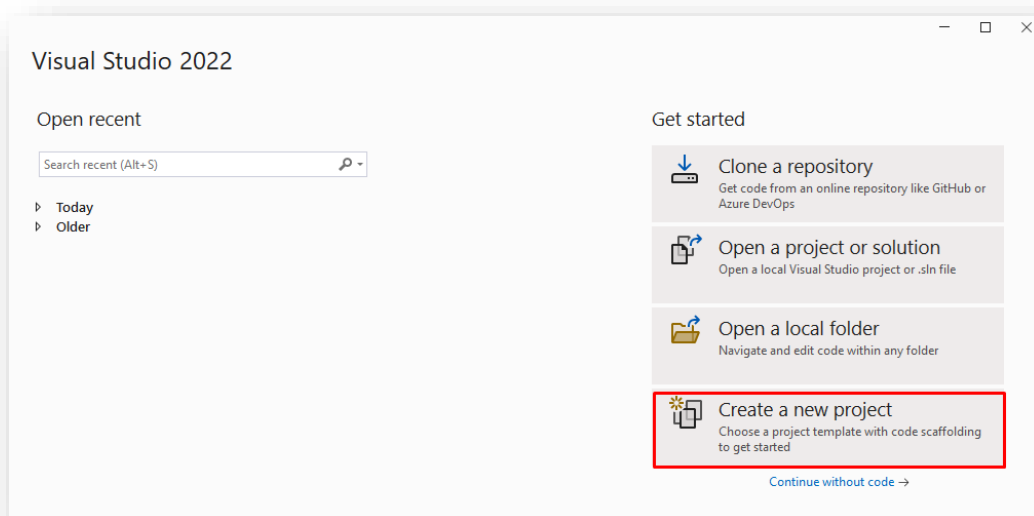 Visual Studio 2022
Open recent
Search recent (Alt+S)
Today
Older
Get started
Clone a repository
Get code from an online repository like GitHub or
Azure DevOps
Open a project or solution
Open a local Visual Studio project or .sln file
Open a local folder
Navigate and edit code within any folder
Create a new project
Choose a project template with code scaffolding
to get started
Continue without code →